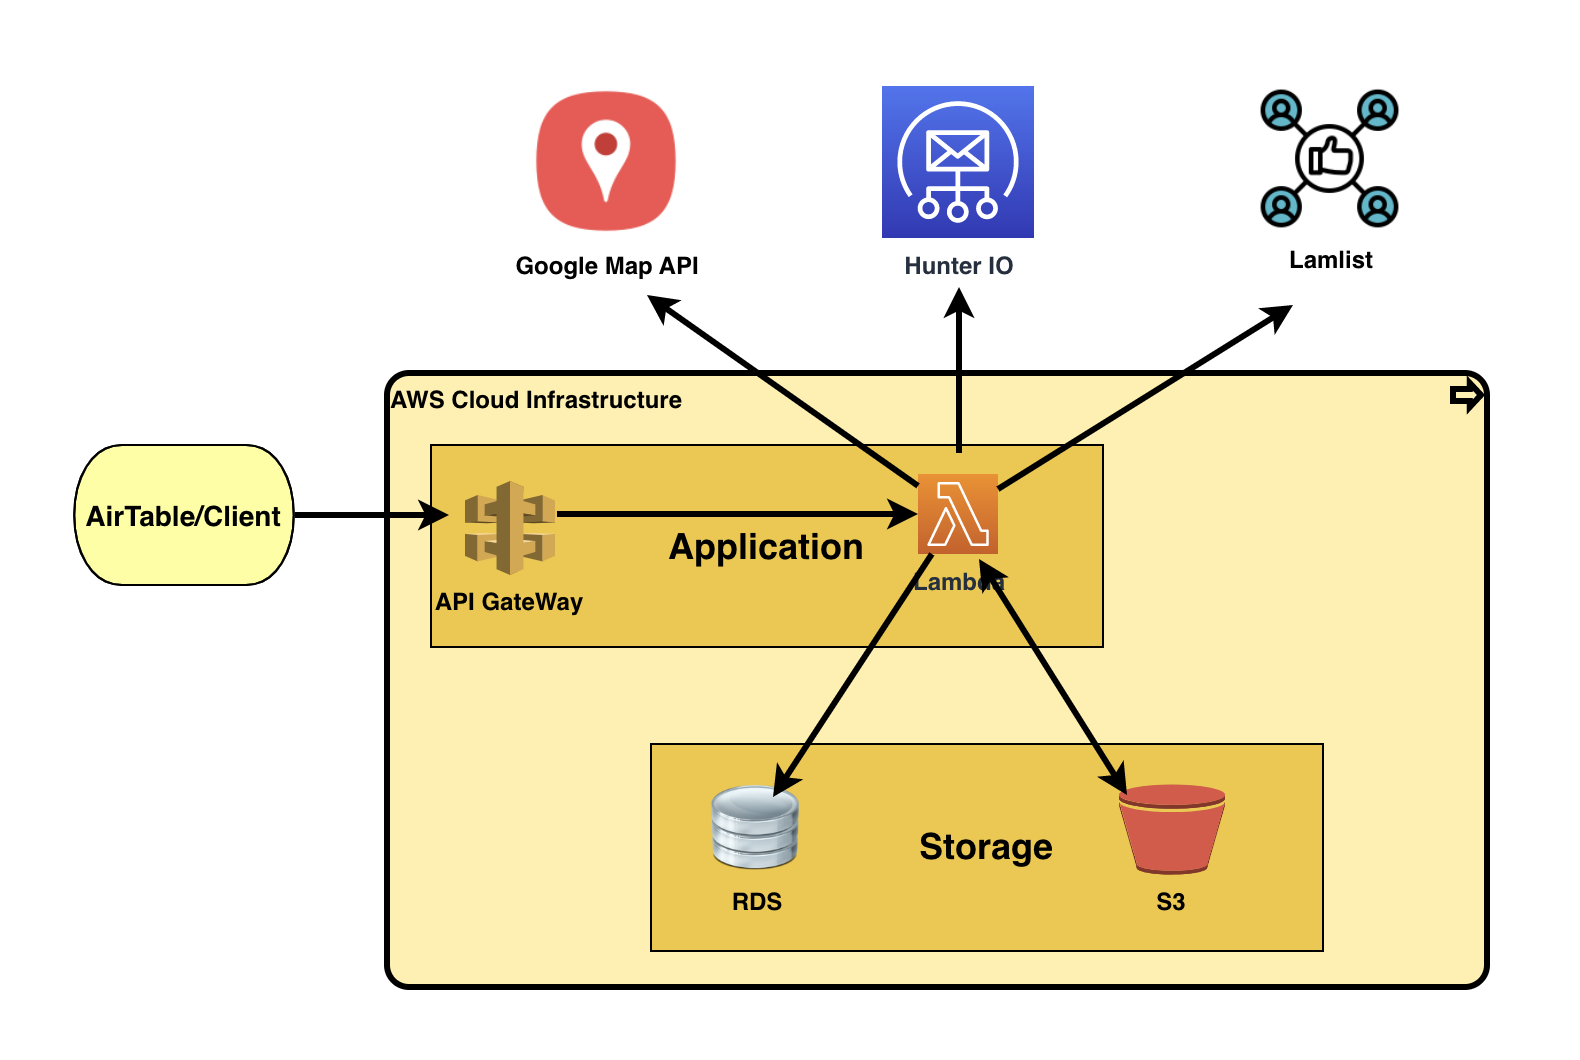 Google Map API
Hunter IO
Lamlist
AWS Cloud Infrastructure
AirTable/Client
Application
API GateWay
Lambda
Storage
RDS
S3